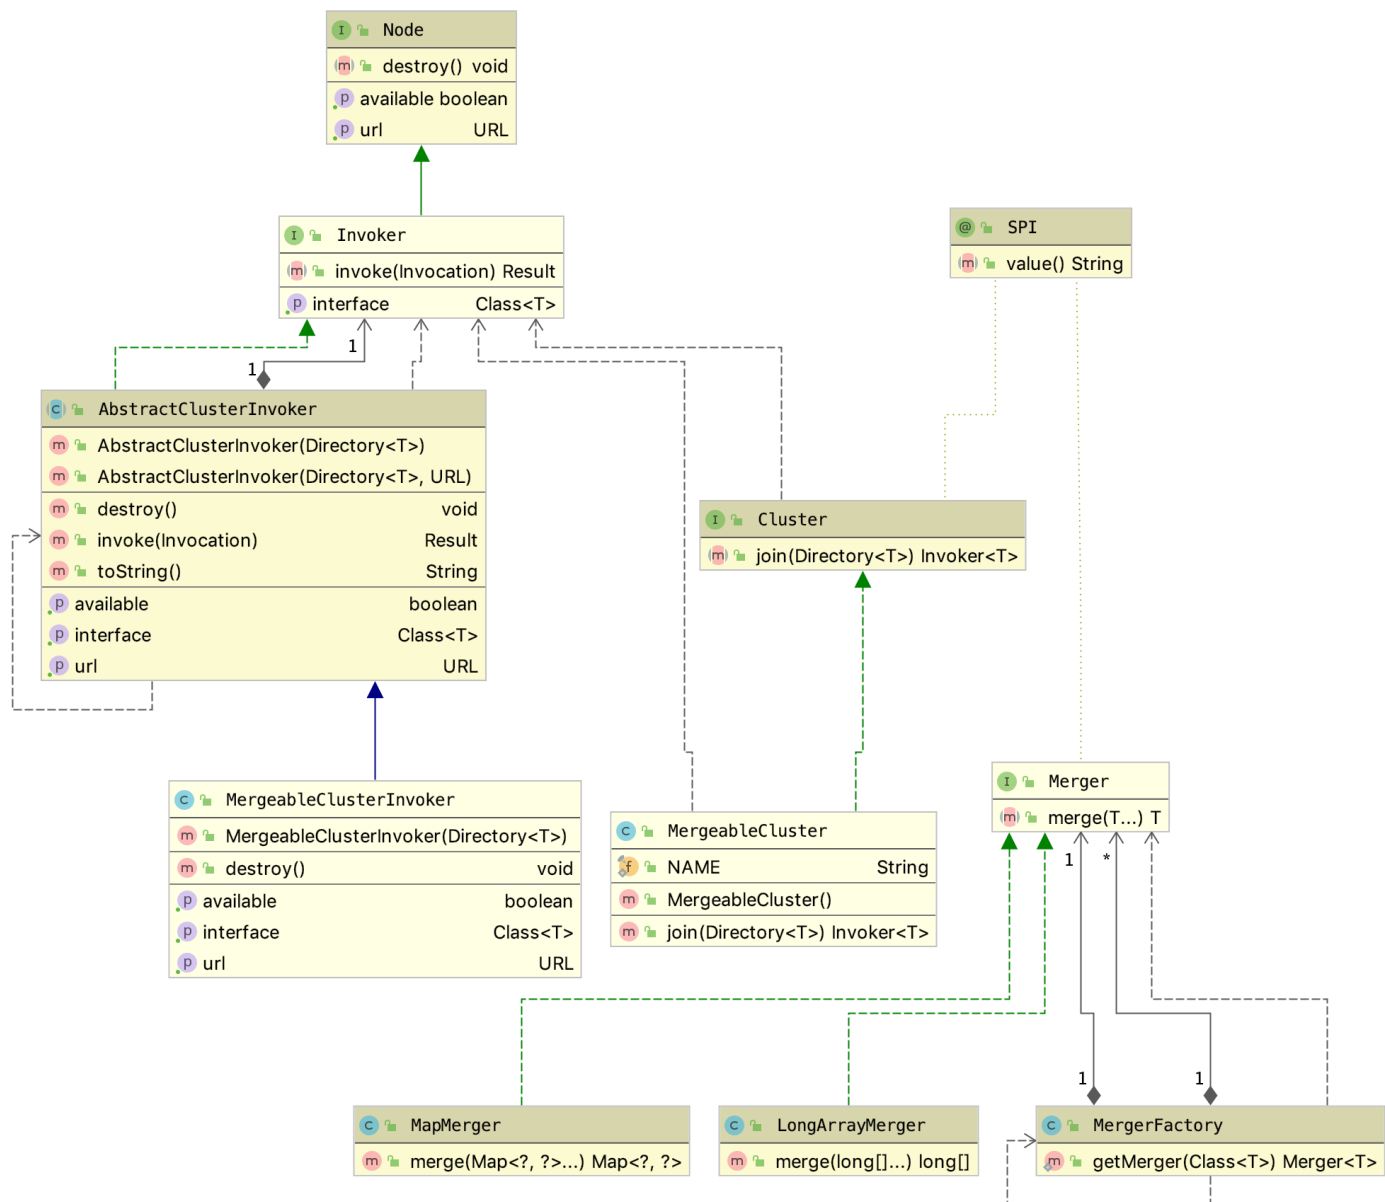 I Node
m destroy() void
p available boolean
p url URL
I Invoker
m invoke(Invocation) Result
p interface Class<T>
@ SPI
m value() String
1
1
C AbstractClusterInvoker
m AbstractClusterInvoker(Directory<T>)
m AbstractClusterInvoker(Directory<T>, URL)
m destroy() void
m invoke(Invocation) Result
m toString() String
p available boolean
p interface Class<T>
p url URL
I Cluster
m join(Directory<T>) Invoker<T>
C MergeableClusterInvoker
m MergeableClusterInvoker(Directory<T>)
m destroy() void
p available boolean
p interface Class<T>
p url URL
C MergeableCluster
f NAME String
m MergeableCluster()
m join(Directory<T>) Invoker<T>
I Merger
m merge(T...) T
1 *
1 1
C MapMerger
m merge(Map<?, ?>...) Map<?, ?>
C LongArrayMerger
m merge(long[]...) long[]
C MergerFactory
m getMerger(Class<T>) Merger<T>